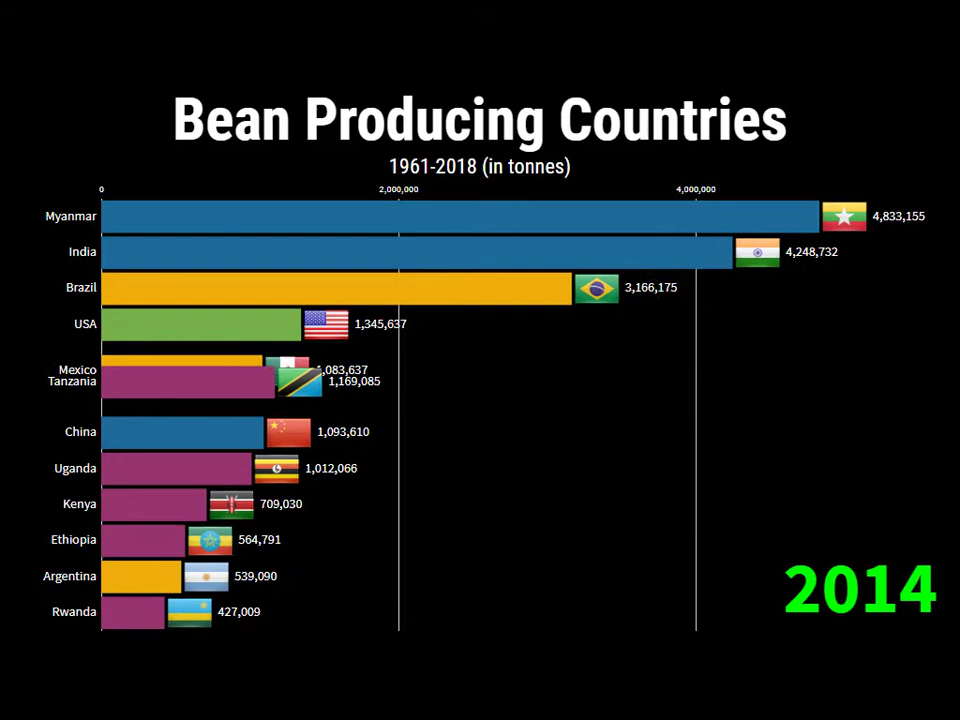 Bean Producing Countries
1961-2018 (in tonnes)
0 2,000,000 4,000,000
Myanmar 4,833,155
India 4,248,732
Brazil 3,166,175
USA 1,345,637
Mexico ,083,637
Tanzania 1,169,085
China 1,093,610
Uganda 1,012,066
Kenya 709,030
Ethiopia 564,791
Argentina 539,090
Rwanda 427,009
2014